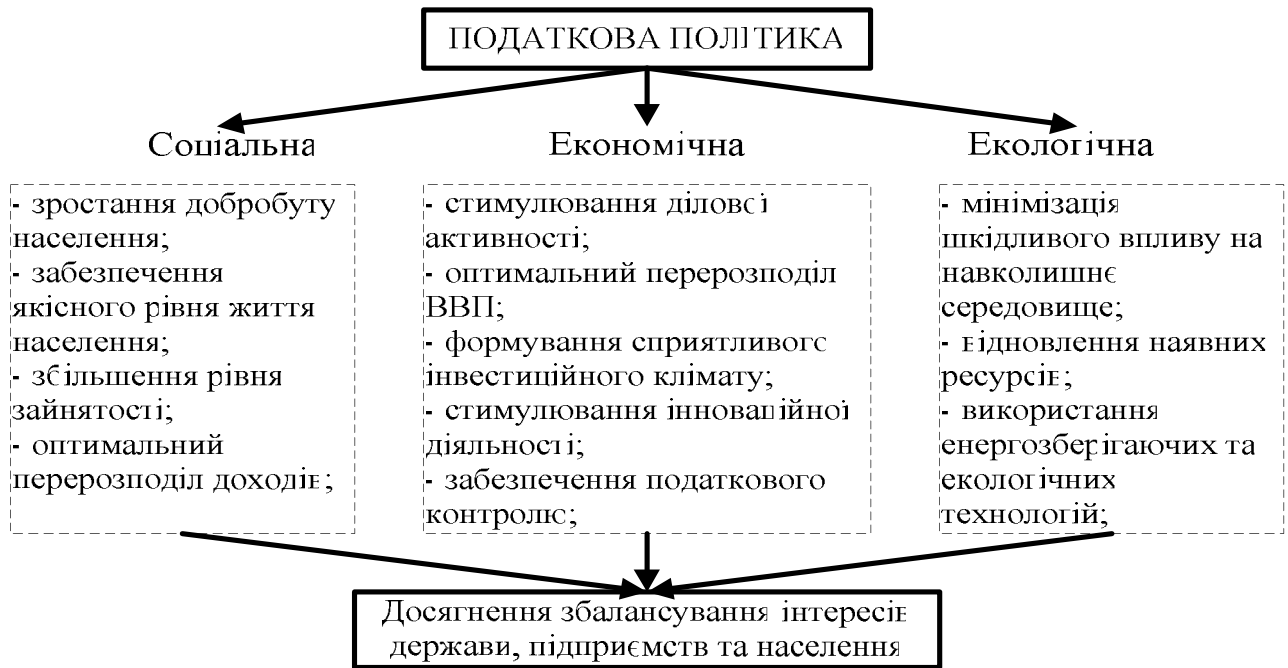 ПОДАТКОВА ПОЛІТИКА
Соціальна
- зростання добробуту
населення;
- забезпечення
якісного рівня життя
населення;
- збільшення рівня
зайнятості;
- оптимальний
перерозподіл доходів;
Економічна
- стимулювання ділової
активності;
- оптимальний перерозподіл
ВВП;
- формування сприятливого
інвестиційного клімату;
- стимулювання інноваційної
діяльності;
- забезпечення податкового
контролю;
Екологічна
- мінімізація
шкідливого впливу на
навколишнє
середовище;
- відновлення наявних
ресурсів;
- використання
енергозберігаючих та
екологічних
технологій;
Досягнення збалансування інтересів
держави, підприємств та населення